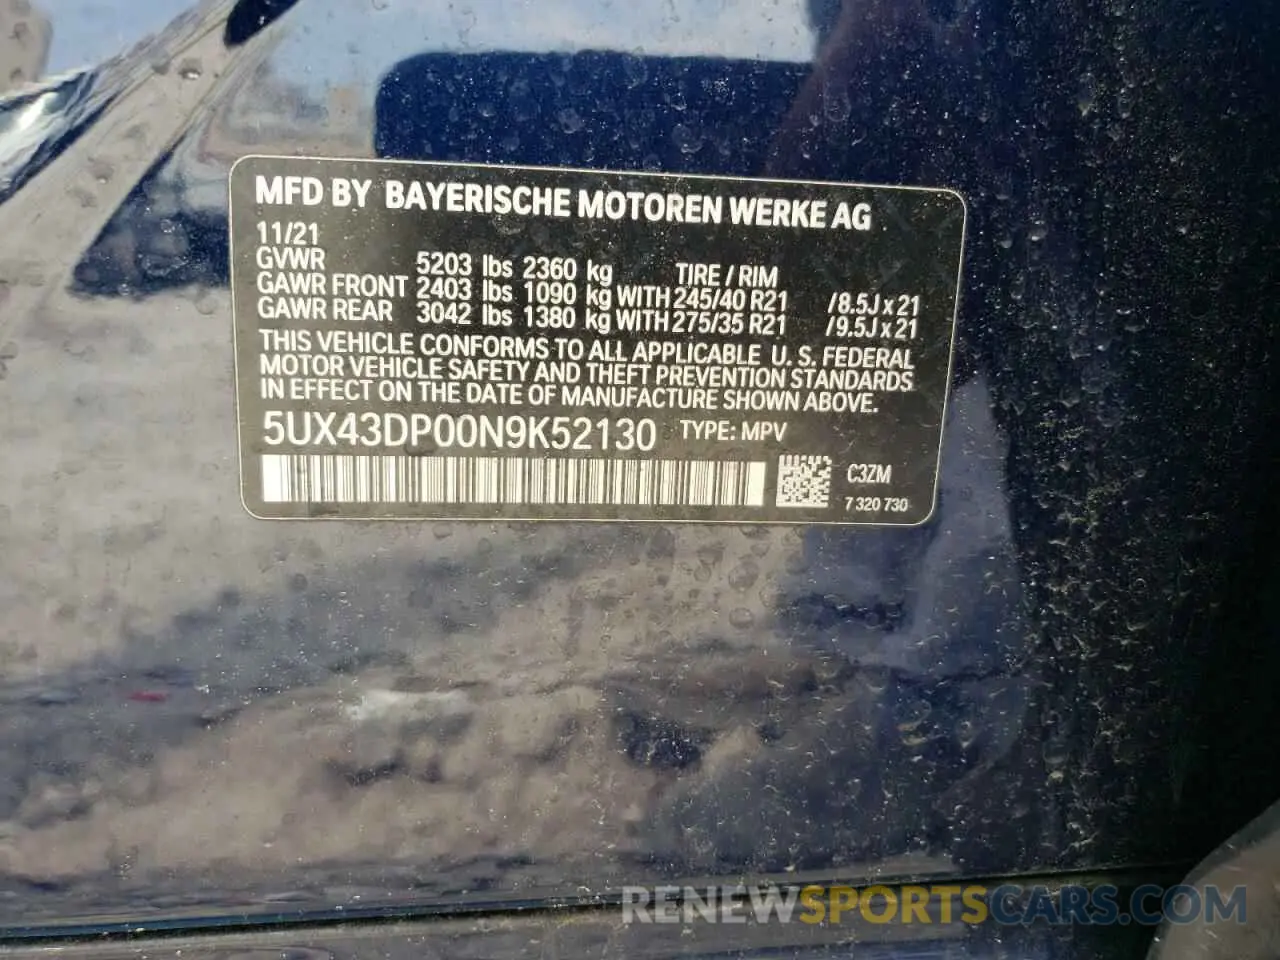 MFD BY BAYERISCHE MOTOREN WERKE AG
11/21
GVWR 5203 lbs 2360 kg TIRE / RIM
GAWR FRONT 2403 lbs 1090 kg WITH 245/40 R21 /8.5J x 21
GAWR REAR 3042 lbs 1380 kg WITH 275/35 R21 /9.5J x 21
THIS VEHICLE CONFORMS TO ALL APPLICABLE U. S. FEDERAL
MOTOR VEHICLE SAFETY AND THEFT PREVENTION STANDARDS
IN EFFECT ON THE DATE OF MANUFACTURE SHOWN ABOVE.
5UX43DP00N9K52130 TYPE: MPV
C3ZM
7 320 730
RENEWSPORTSCARS.COM